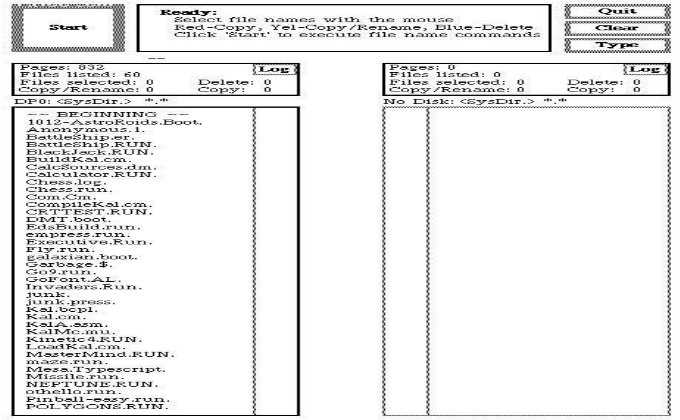 Start
Ready:
Select file names with the mouse
Red-Copy, Yel-Copy/Rename, Blue-Delete
Click 'Start' to execute file name commands
Quit
Clear
Type
Pages: 832
Log
Files listed: 60
Files selected: 0 Delete: 0
Copy/Rename: 0 Copy: 0
DP0: <SysDir.> *.*
-- BEGINNING --
1012-AstroRoids.Boot.
Anonymous.1.
BattleShip.er.
BattleShip.RUN.
BlackJack.RUN.
BuildKal.cm.
CalcSources.dm.
Calculator.RUN.
Chess.log.
Chess.run.
Com.Cm.
CompileKal.cm.
CRTTEST.RUN.
DMT.boot.
EdsBuild.run.
empress.run.
Executive.Run.
Fly.run.
galaxian.boot.
Garbage.$.
Go9.run.
GoFont.AL.
Invaders.Run.
junk.
junk.press.
Kal.bcpl.
Kal.cm.
KalA.asm.
KalMc.mu.
Kinetic4.RUN.
LoadKal.cm.
MasterMind.RUN.
maze.run.
Mesa.Typescript.
Missile.run.
NEPTUNE.RUN.
othello.run.
Pinball-easy.run.
POLYGONS.RUN.
Pages: 0
Log
Files listed: 0
Files selected: 0 Delete: 0
Copy/Rename: 0 Copy: 0
No Disk: <SysDir.> *.*